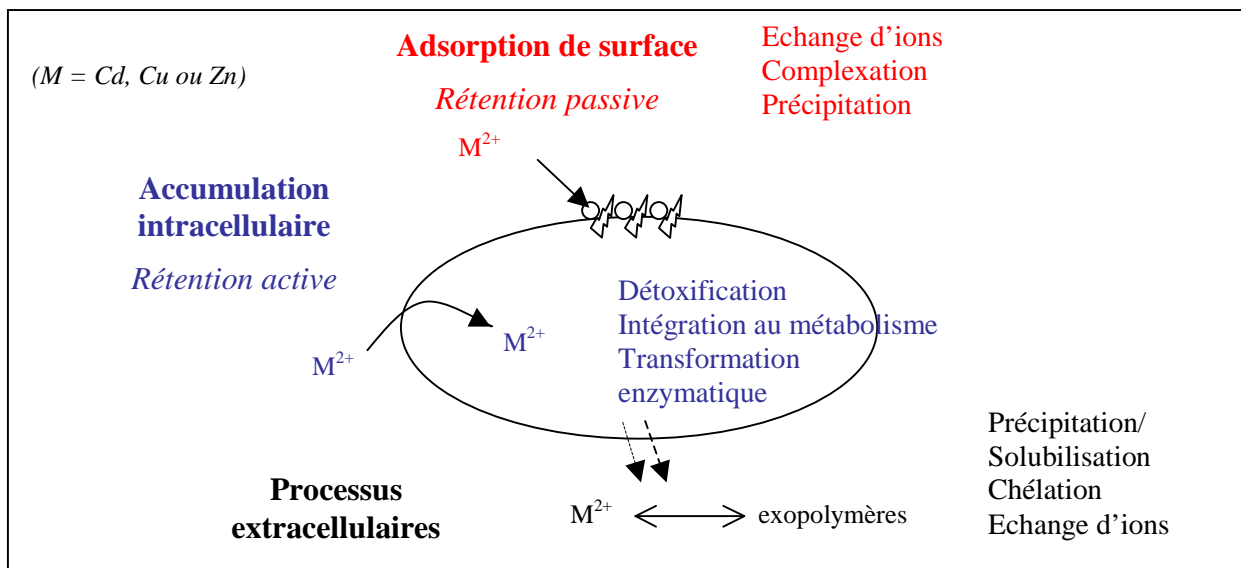 (M = Cd, Cu ou Zn)
Adsorption de surface
Rétention passive
Echange d'ions
Complexation
Précipitation
M²⁺
Accumulation
intracellulaire
Rétention active
M²⁺
M²⁺
Détoxification
Intégration au métabolisme
Transformation
enzymatique
Processus
extracellulaires
M²⁺
exopolymères
Précipitation/
Solubilisation
Chélation
Echange d'ions